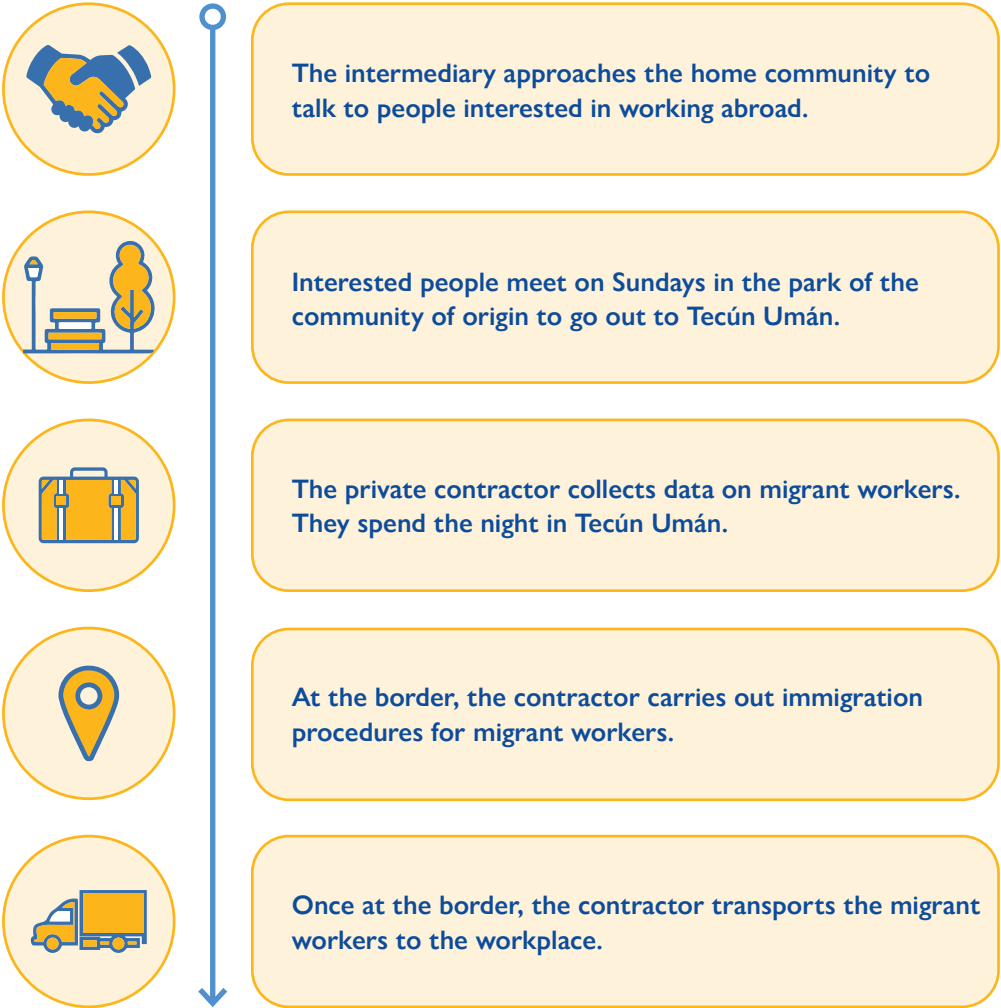 The intermediary approaches the home community to
talk to people interested in working abroad.
Interested people meet on Sundays in the park of the
community of origin to go out to Tecún Umán.
The private contractor collects data on migrant workers.
They spend the night in Tecún Umán.
At the border, the contractor carries out immigration
procedures for migrant workers.
Once at the border, the contractor transports the migrant
workers to the workplace.